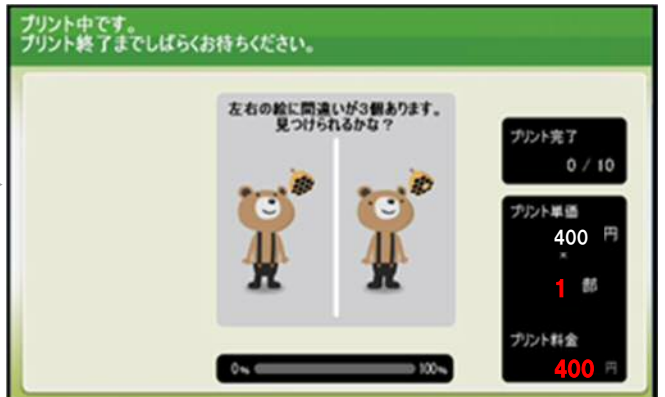 プリント中です。
プリント終了までしばらくお待ちください。
左右の絵に間違いが3個あります。
見つけられるかな？
プリント完了
0 / 10
プリント単価
400 円
×
1 部
プリント料金
400 円
0% 100%